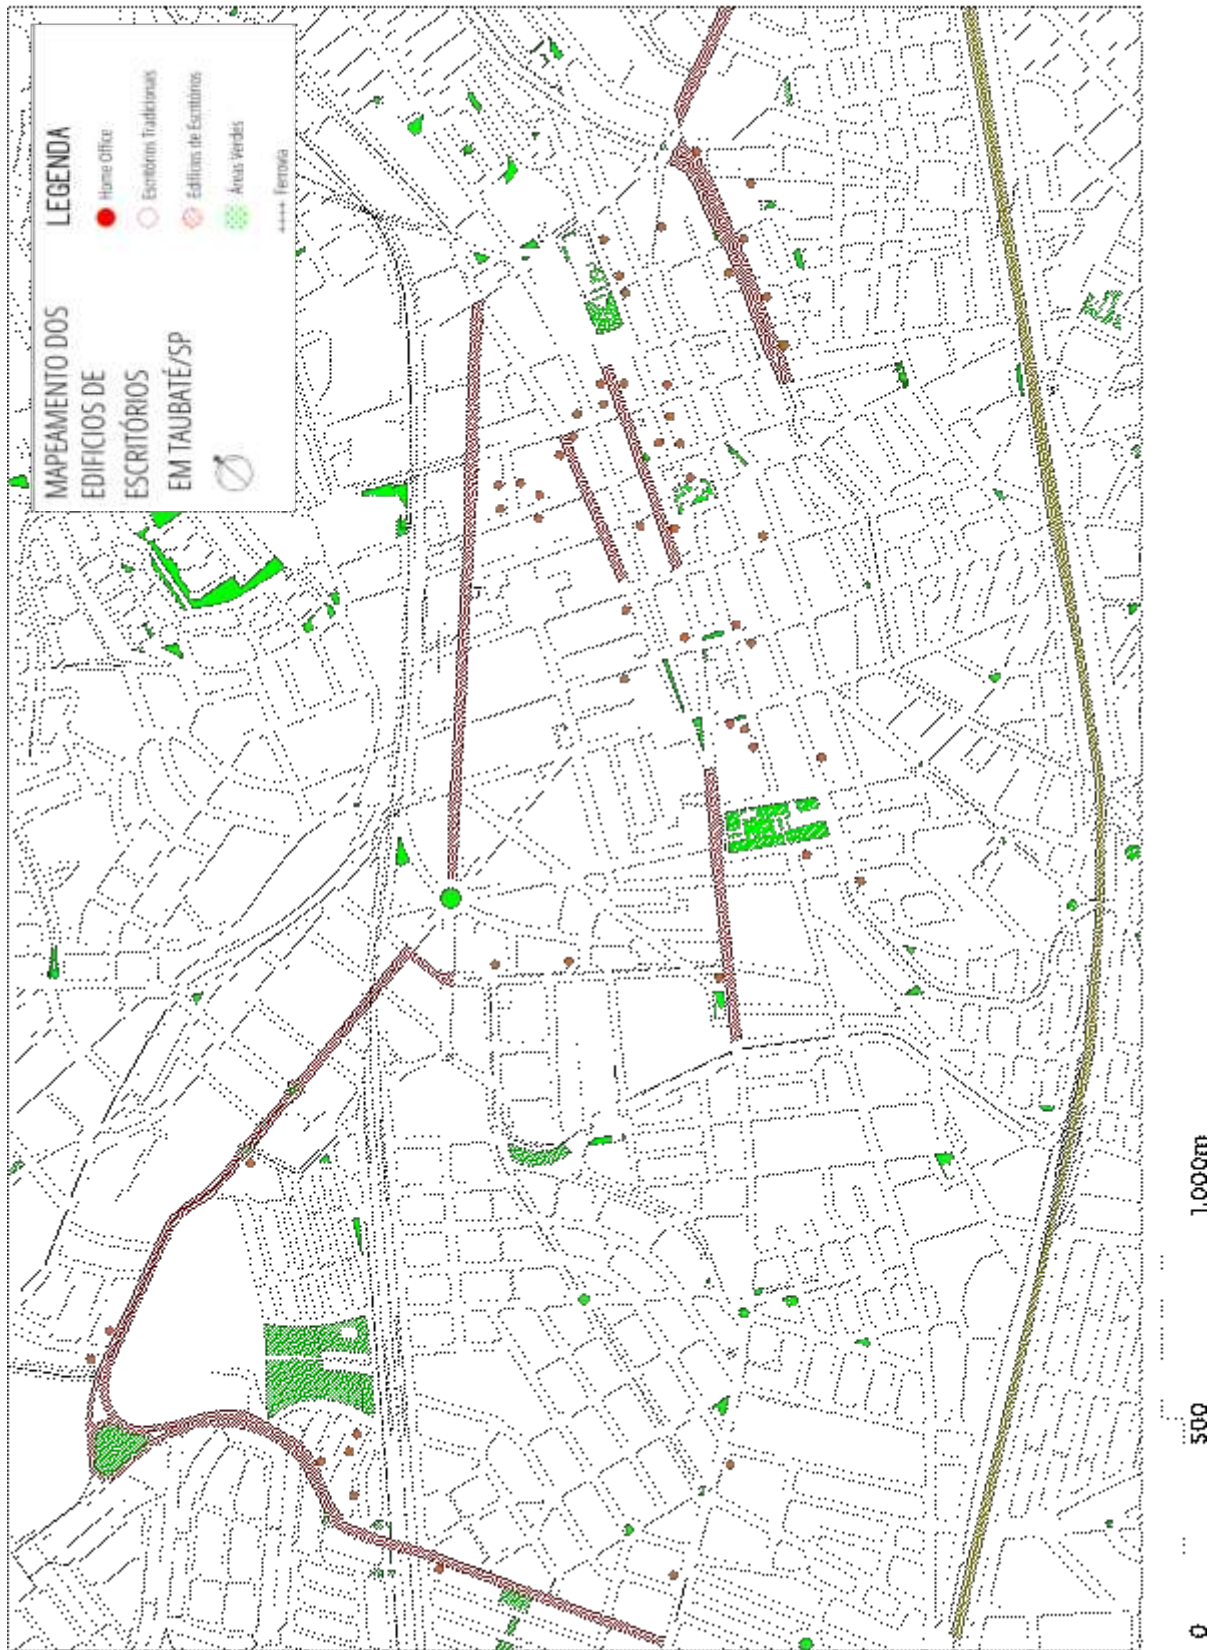 MAPEAMENTO DOS
EDIFICIOS DE
ESCRITÓRIOS
EM TAUBATÉ/SP
LEGENDA
Home Office
Escritórios Tradicionais
Edifícios de Escritórios
Áreas Verdes
Ferrovia
0
500
1.000m